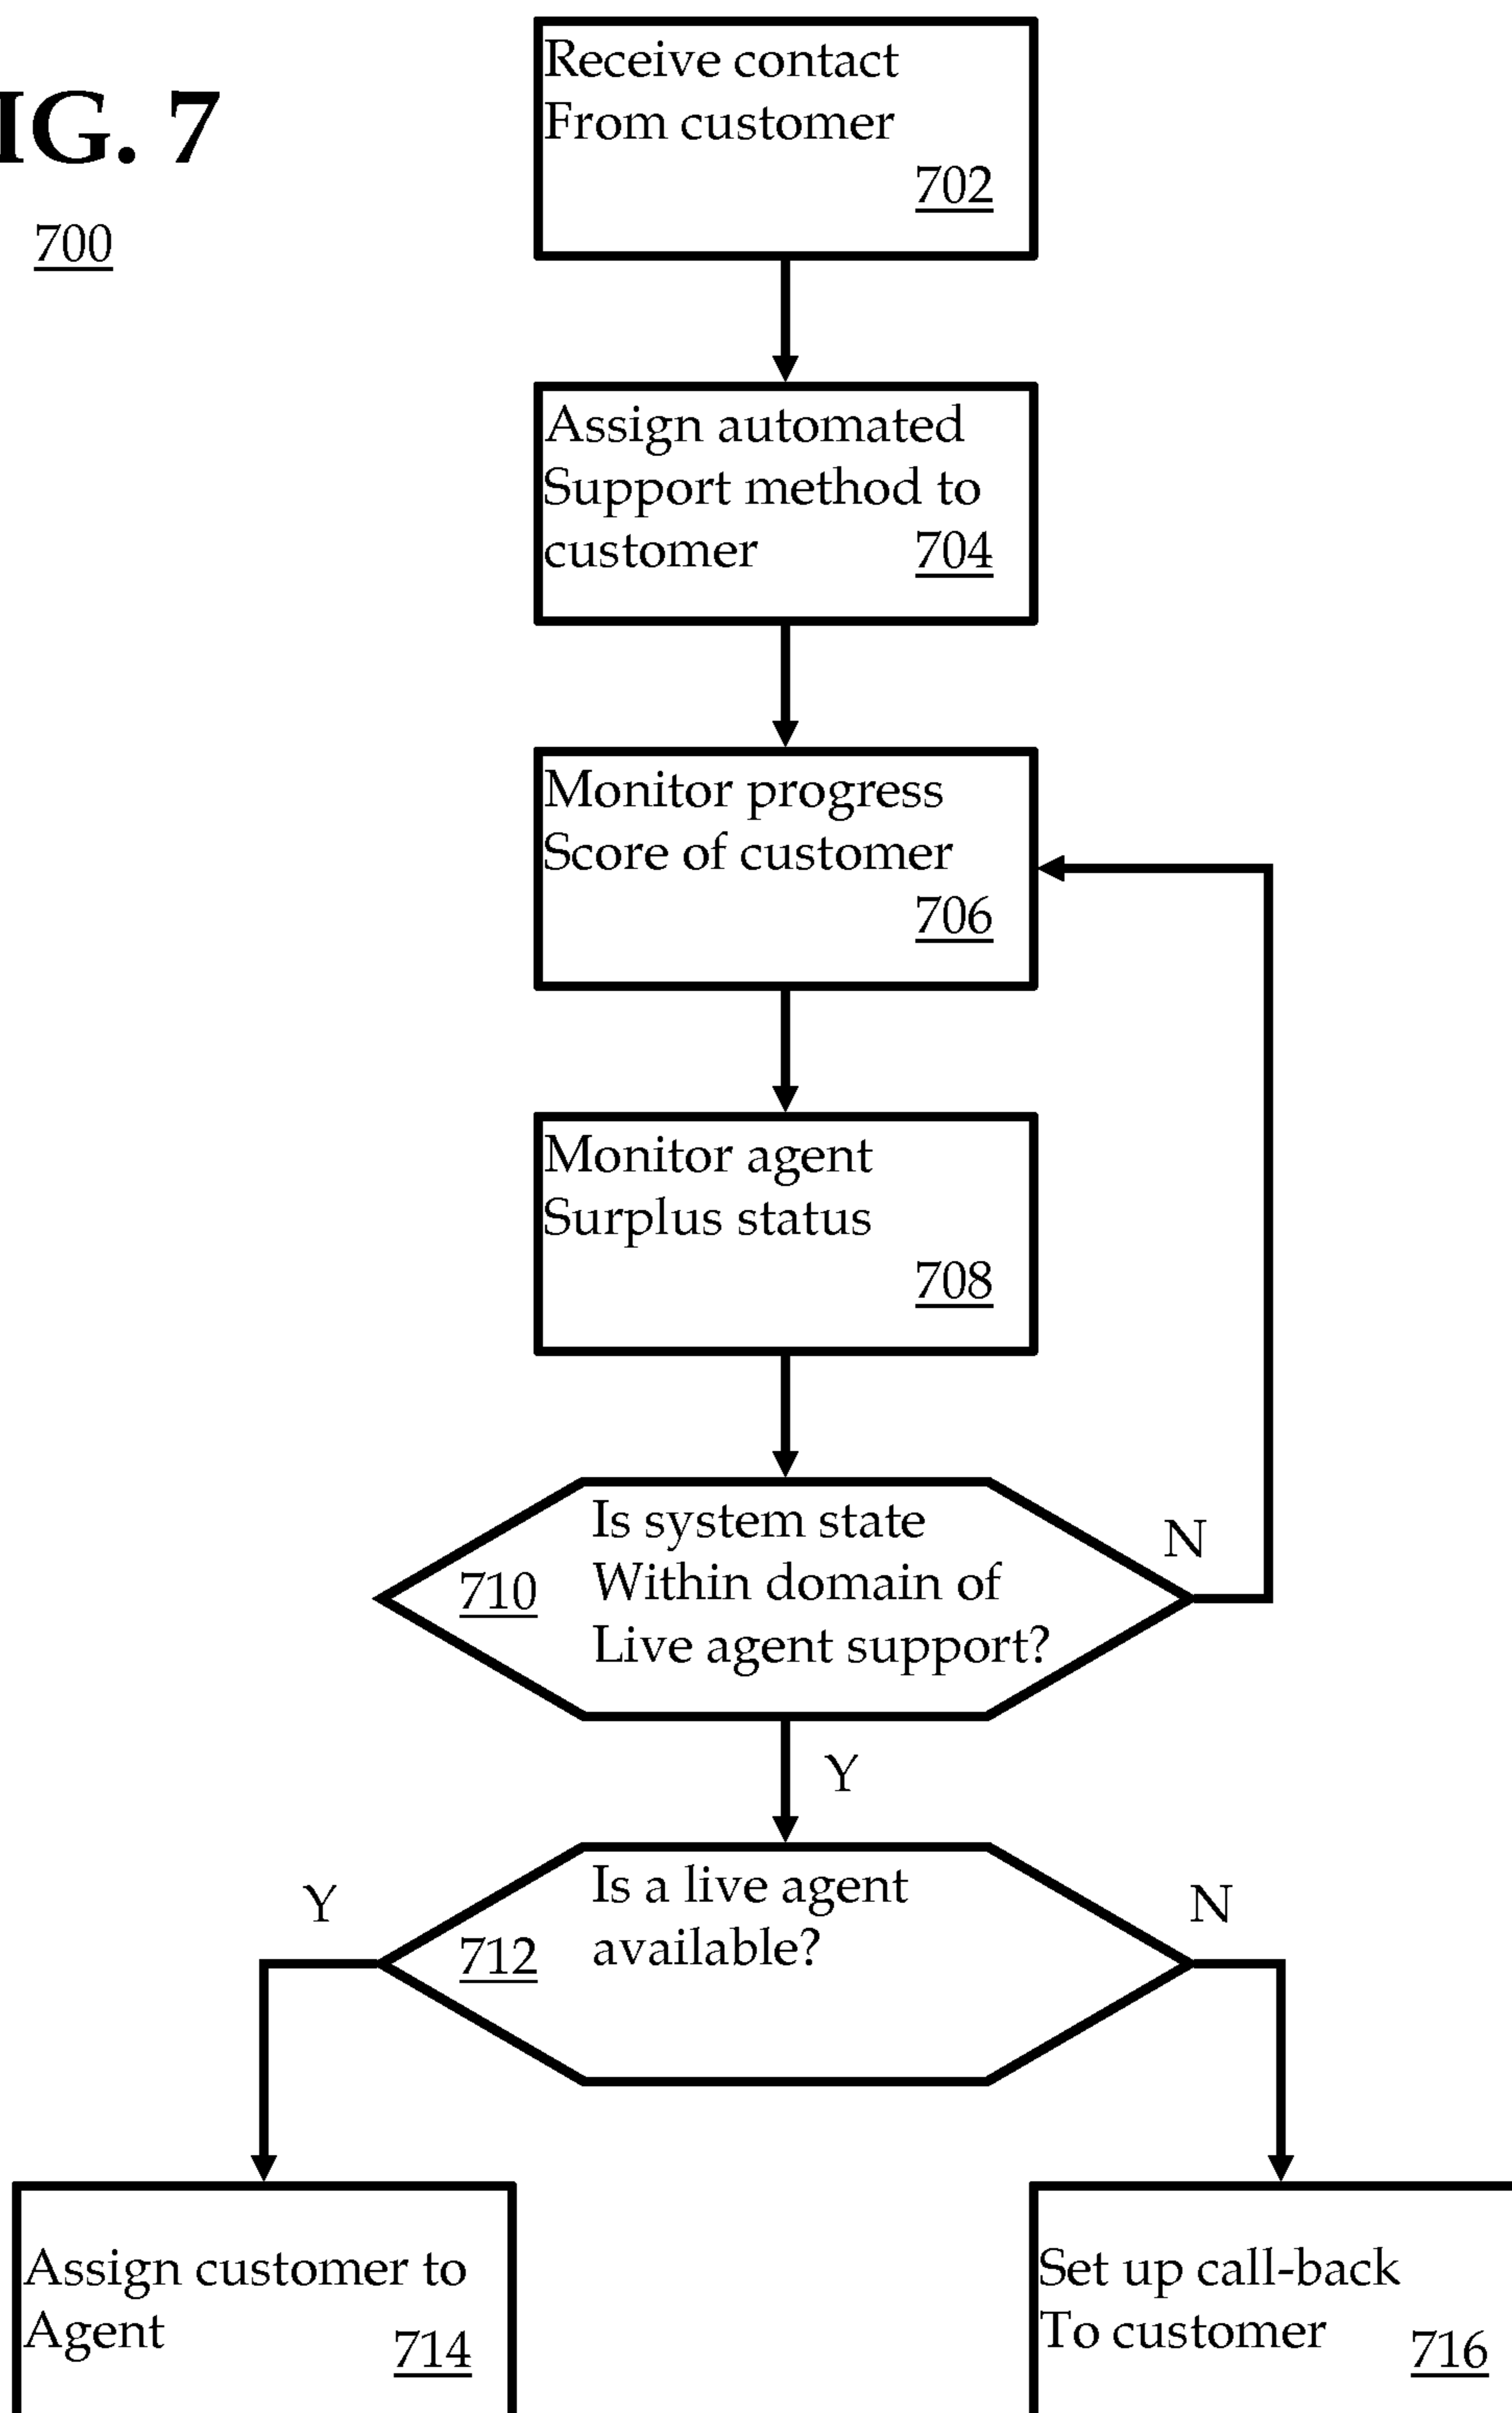 IG. 7
700
Receive contact
From customer
702
Assign automated
Support method to
customer 704
Monitor progress
Score of customer
706
Monitor agent
Surplus status
708
Is system state
710 Within domain of
Live agent support?
N
Y
Is a live agent
712 available?
Y
N
Assign customer to
Agent 714
Set up call-back
To customer 716